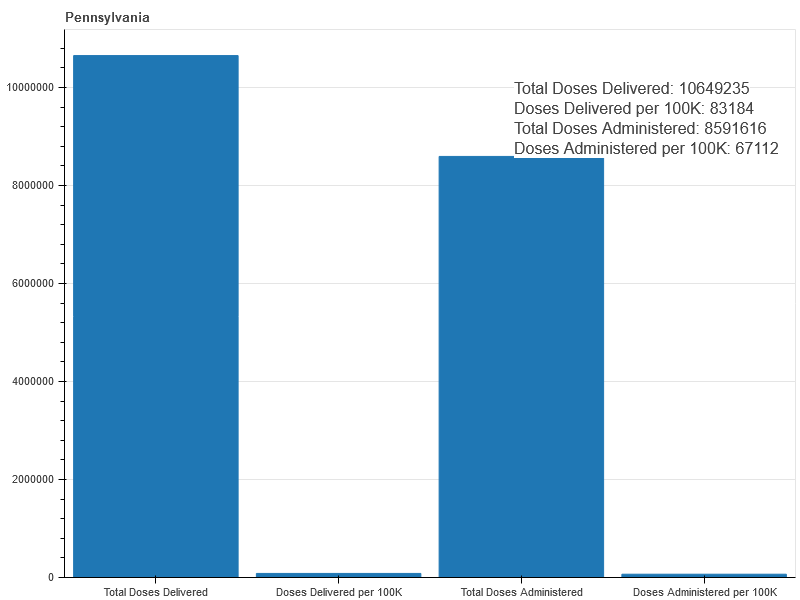 Pennsylvania
Total Doses Delivered: 10649235
Doses Delivered per 100K: 83184
Total Doses Administered: 8591616
Doses Administered per 100K: 67112
10000000
8000000
6000000
4000000
2000000
0
Total Doses Delivered
Doses Delivered per 100K
Total Doses Administered
Doses Administered per 100K